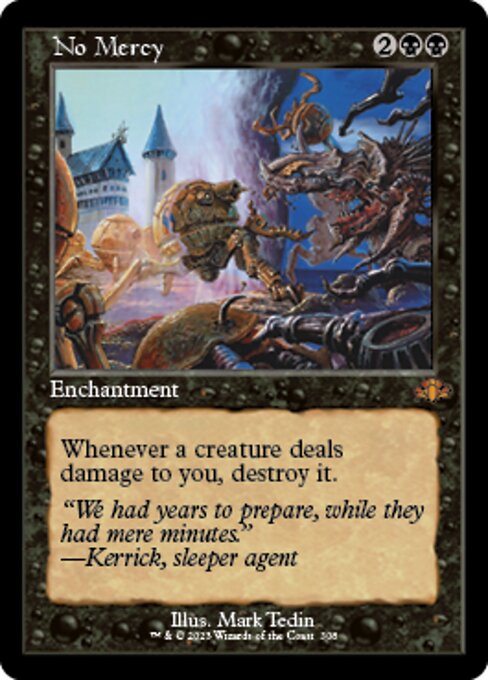 No Mercy 2
Enchantment
Whenever a creature deals
damage to you, destroy it.
“We had years to prepare, while they
had mere minutes.”
—Kerrick, sleeper agent
Illus. Mark Tedin
™ & © 2023 Wizards of the Coast 308